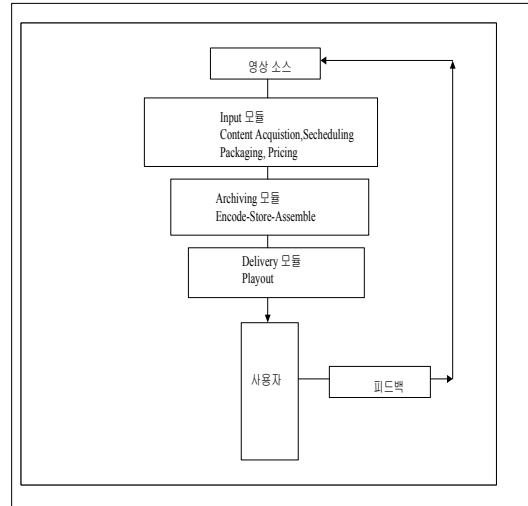 영상 소스
Input 모듈
Content Acquistion,Secheduling
Packaging, Pricing
Archiving 모듈
Encode-Store-Assemble
Delivery 모듈
Playout
사용자
피드백